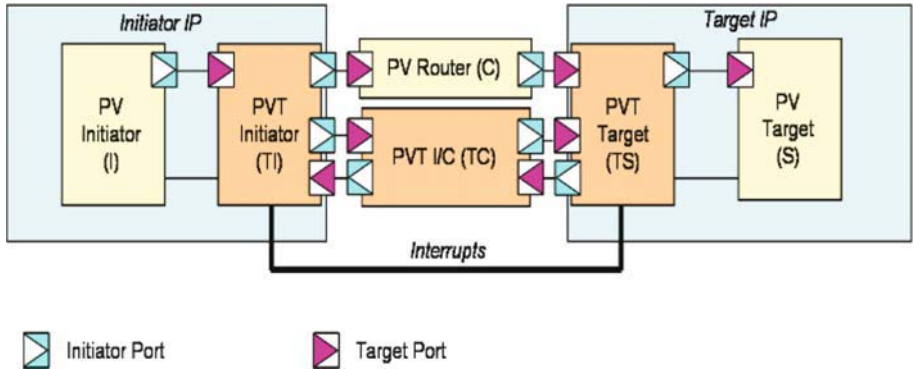 Initiator IP
Target IP
PV
Initiator
(I)
PVT
Initiator
(TI)
PV Router (C)
PVT I/C (TC)
PVT
Target
(TS)
PV
Target
(S)
Interrupts
Initiator Port
Target Port